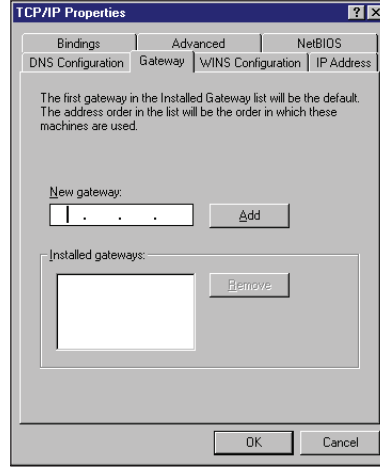 TCP/IP Properties
Bindings Advanced NetBIOS
DNS Configuration Gateway WINS Configuration IP Address
The first gateway in the Installed Gateway list will be the default.
The address order in the list will be the order in which these
machines are used.
New gateway:
. . . Add
Installed gateways:
Remove
OK Cancel